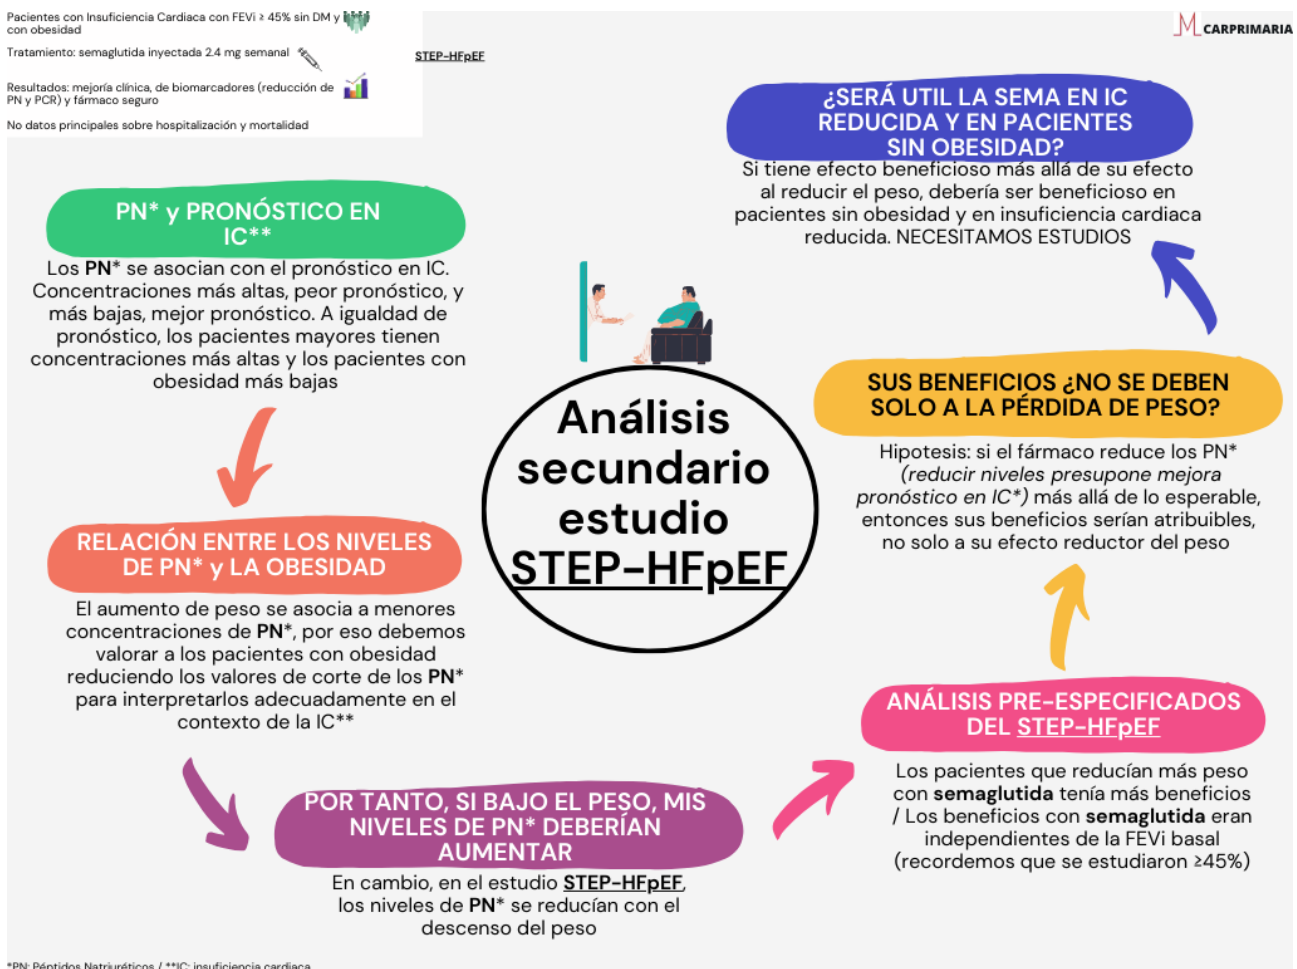 Pacientes con Insuficiencia Cardiaca con FEVi ≥ 45% sin DM y
con obesidad
Tratamiento: semaglutida inyectada 2.4 mg semanal
STEP-HFpEF
Resultados: mejoría clínica, de biomarcadores (reducción de
PN y PCR) y fármaco seguro
No datos principales sobre hospitalización y mortalidad
CARPRIMARIA
PN* y PRONÓSTICO EN
IC**
Los PN* se asocian con el pronóstico en IC.
Concentraciones más altas, peor pronóstico, y
más bajas, mejor pronóstico. A igualdad de
pronóstico, los pacientes mayores tienen
concentraciones más altas y los pacientes con
obesidad más bajas
RELACIÓN ENTRE LOS NIVELES
DE PN* y LA OBESIDAD
El aumento de peso se asocia a menores
concentraciones de PN*, por eso debemos
valorar a los pacientes con obesidad
reduciendo los valores de corte de los PN*
para interpretarlos adecuadamente en el
contexto de la IC**
POR TANTO, SI BAJO EL PESO, MIS
NIVELES DE PN* DEBERÍAN
AUMENTAR
En cambio, en el estudio STEP-HFpEF,
los niveles de PN* se reducían con el
descenso del peso
Análisis
secundario
estudio
STEP-HFpEF
ANÁLISIS PRE-ESPECIFICADOS
DEL STEP-HFpEF
Los pacientes que reducían más peso
con semaglutida tenía más beneficios
/ Los beneficios con semaglutida eran
independientes de la FEVi basal
(recordemos que se estudiaron ≥45%)
SUS BENEFICIOS ¿NO SE DEBEN
SOLO A LA PÉRDIDA DE PESO?
Hipotesis: si el fármaco reduce los PN*
(reducir niveles presupone mejora
pronóstico en IC*) más allá de lo esperable,
entonces sus beneficios serían atribuibles,
no solo a su efecto reductor del peso
¿SERÁ UTIL LA SEMA EN IC
REDUCIDA Y EN PACIENTES
SIN OBESIDAD?
Si tiene efecto beneficioso más allá de su efecto
al reducir el peso, debería ser beneficioso en
pacientes sin obesidad y en insuficiencia cardiaca
reducida. NECESITAMOS ESTUDIOS
*PN: Péptidos Natriuréticos / **IC: insuficiencia cardiaca